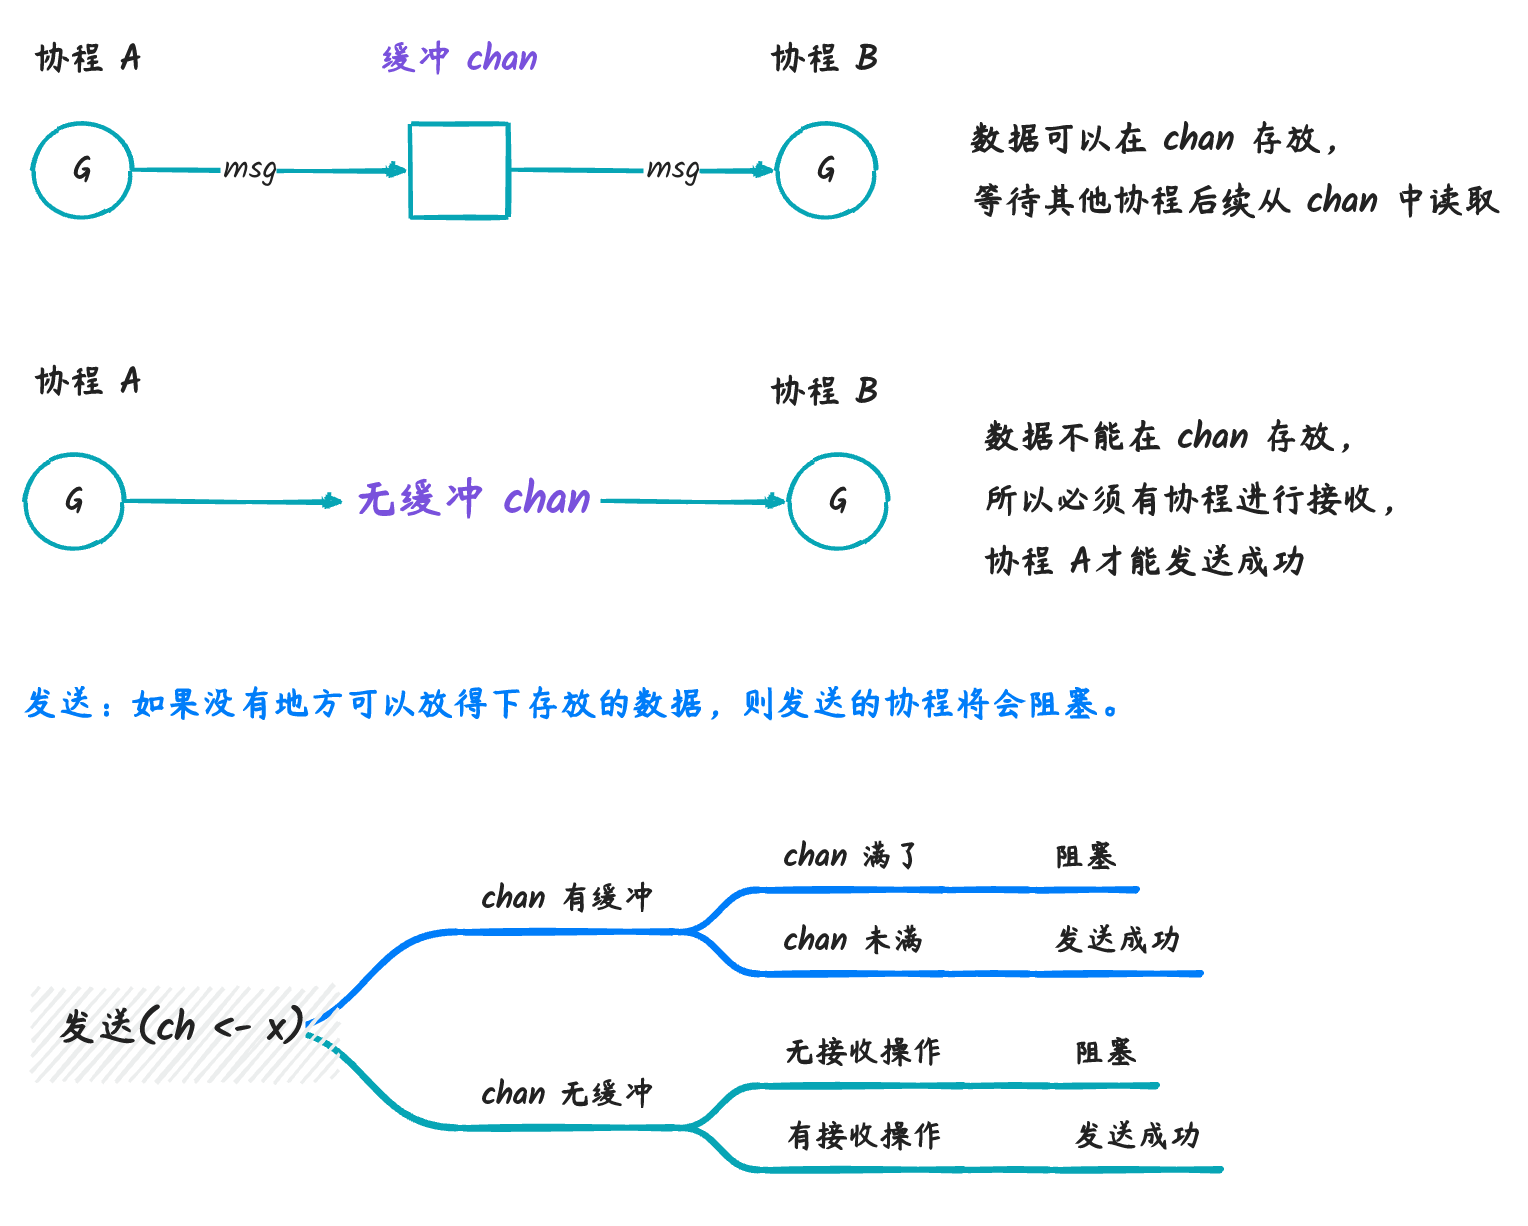 协程 A
缓冲 chan
协程 B
G
msg
msg
G
数据可以在 chan 存放，
等待其他协程后续从 chan 中读取
协程 A
协程 B
G
无缓冲 chan
G
数据不能在 chan 存放，
所以必须有协程进行接收，
协程 A才能发送成功
发送：如果没有地方可以放得下存放的数据，则发送的协程将会阻塞。
chan 满了 阻塞
chan 有缓冲
chan 未满 发送成功
发送(ch <- x)
无接收操作 阻塞
chan 无缓冲
有接收操作 发送成功